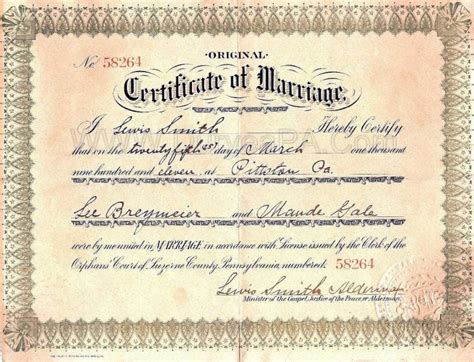 · ORIGINAL ·
No 58264
Certificate of Marriage.
I Lewis Smith Hereby Certify
that on the twenty fifth day of March one thousand
nine hundred and eleven, at Pittston Pa.
Lee Breymeier and Maude Gale
were by me united in MARRIAGE in accordance with License issued by the Clerk of the
Orphans' Court of Luzerne County, Pennsylvania, numbered 58264
Lewis Smith Alderman
Minister of the Gospel, Justice of the Peace, or Alderman.